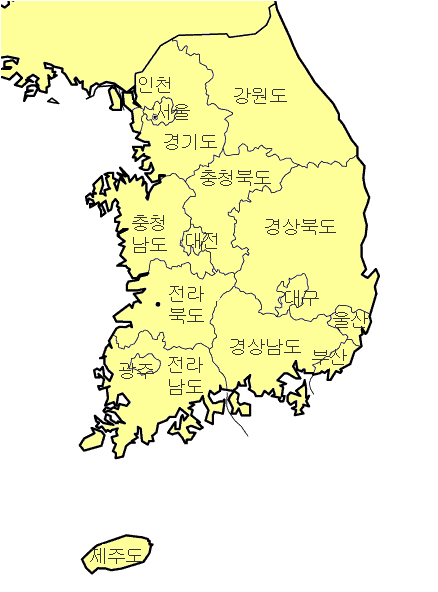 인천
강원도
서울
경기도
충청북도
충청
남도
경상북도
대전
전라
북도
대구
울산
경상남도
부산
광주
전라
남도
제주도